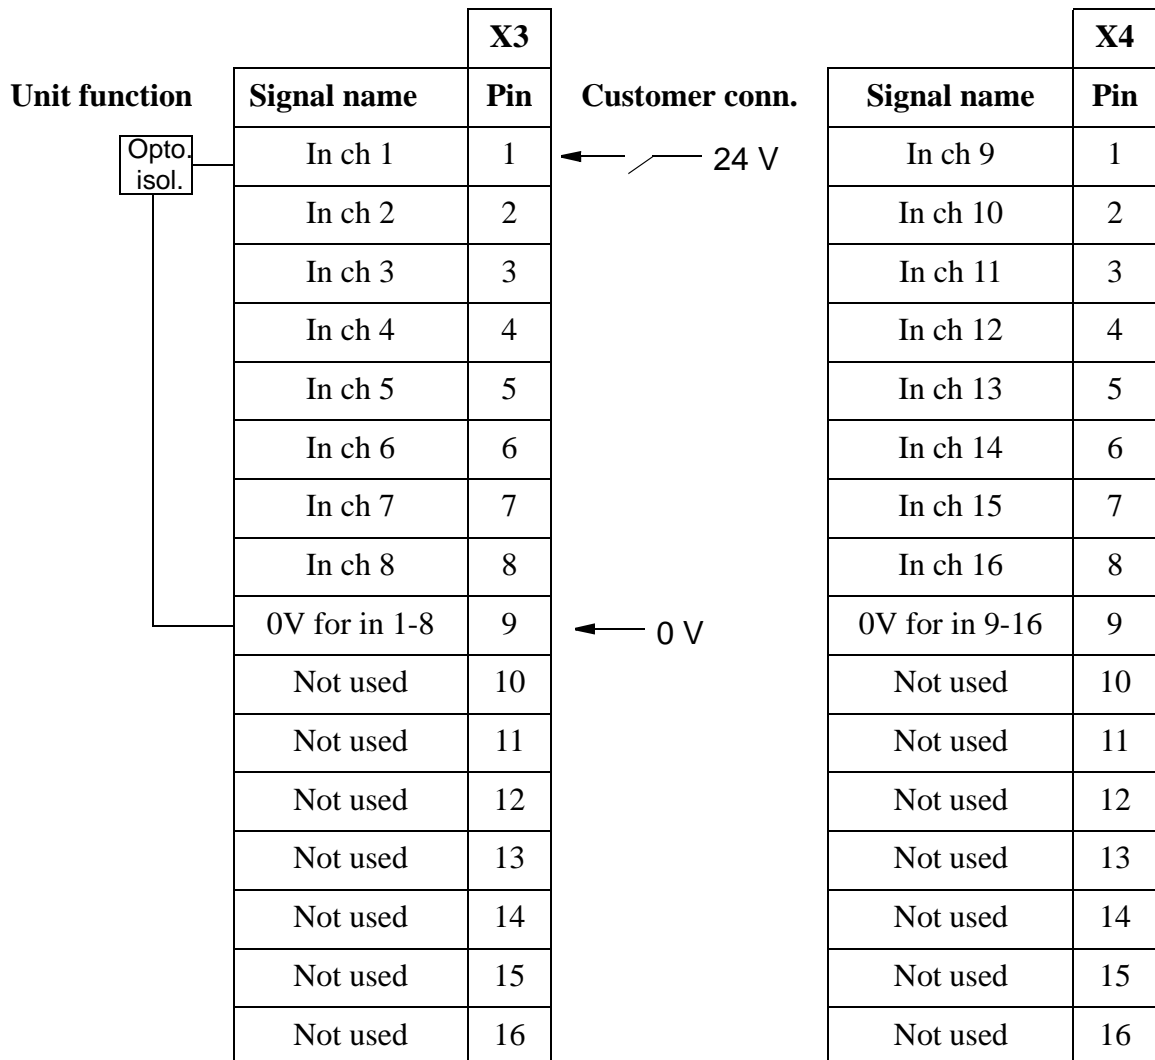 X3 X4
Unit function Signal name Pin Customer conn. Signal name Pin
Opto. In ch 1 1 24 V In ch 9 1
isol.
In ch 2 2 In ch 10 2
In ch 3 3 In ch 11 3
In ch 4 4 In ch 12 4
In ch 5 5 In ch 13 5
In ch 6 6 In ch 14 6
In ch 7 7 In ch 15 7
In ch 8 8 In ch 16 8
0V for in 1-8 9 0 V 0V for in 9-16 9
Not used 10 Not used 10
Not used 11 Not used 11
Not used 12 Not used 12
Not used 13 Not used 13
Not used 14 Not used 14
Not used 15 Not used 15
Not used 16 Not used 16